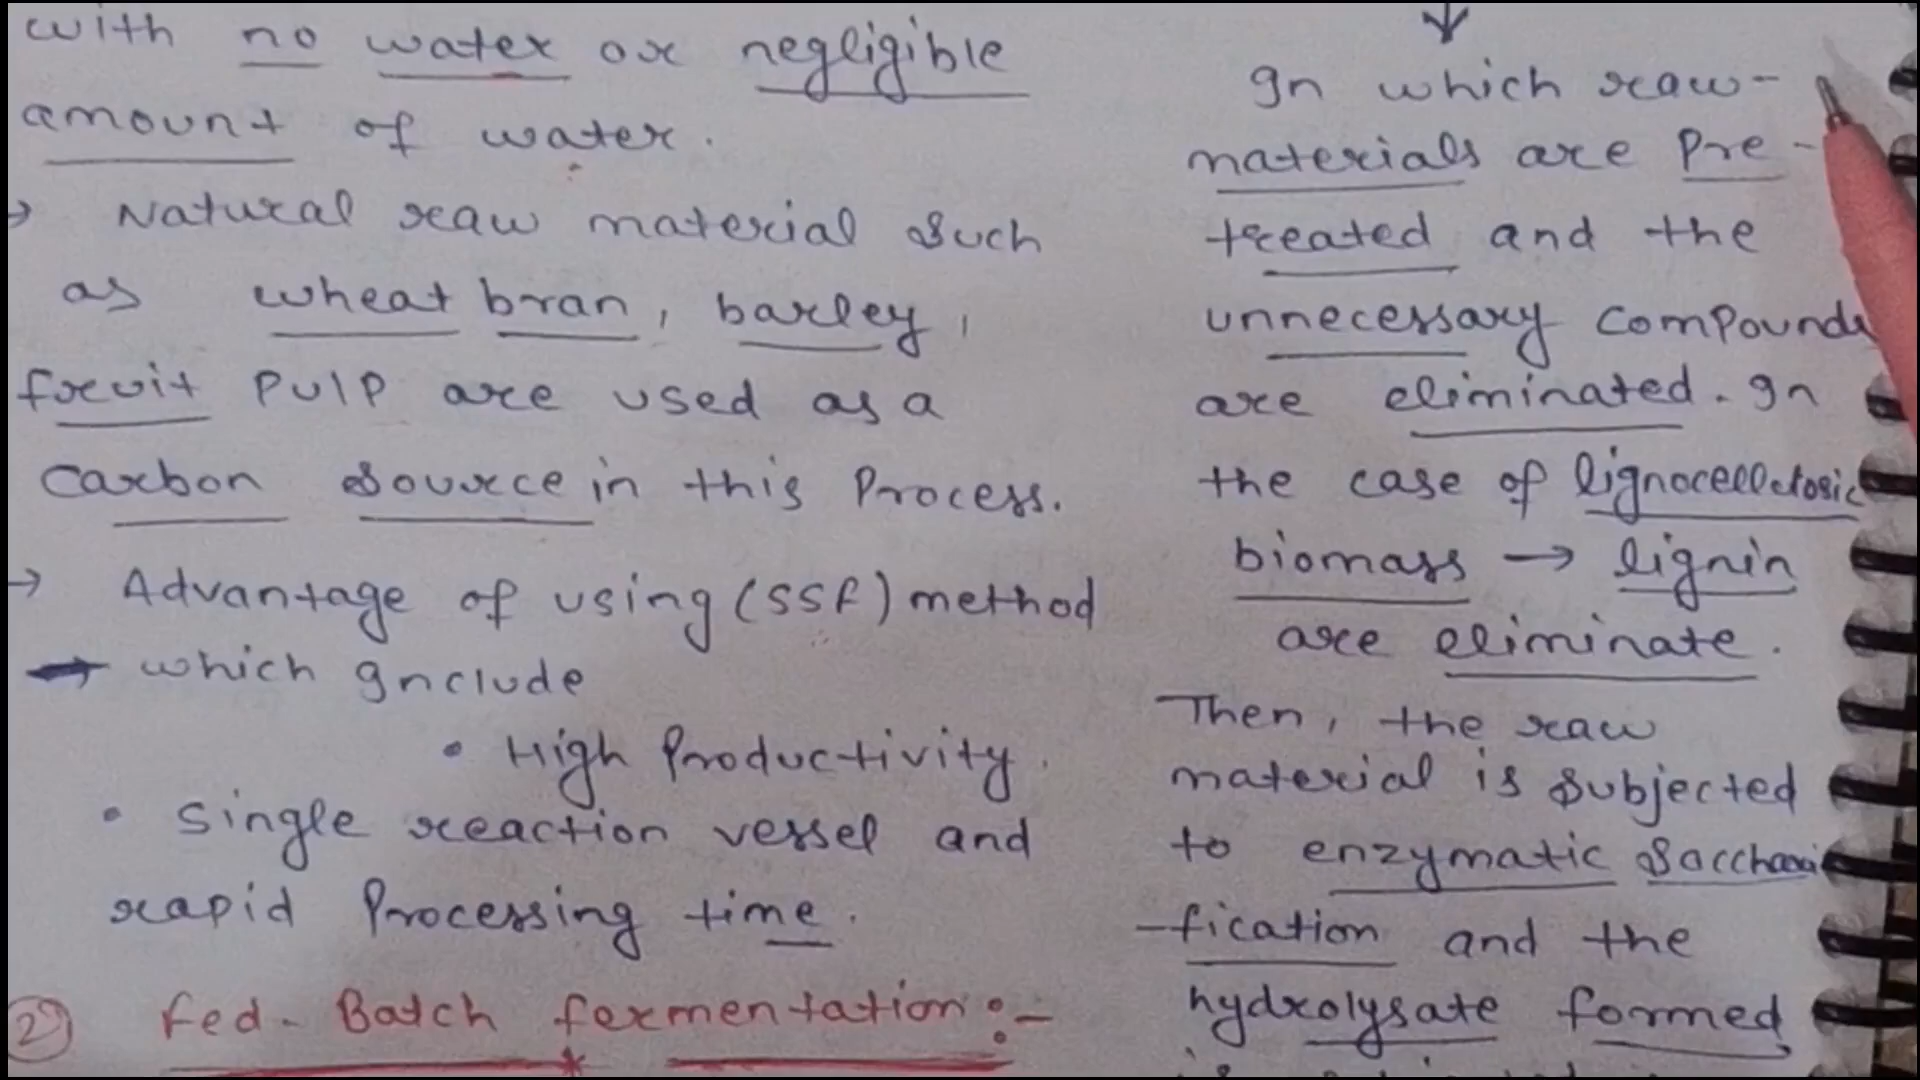 with no water or negligible
amount of water.
→ Natural raw material such
as wheat bran, barley,
fruit pulp are used as a
carbon source in this process.
→ Advantage of using (SSF) method
→ which Include
• High Productivity.
• Single reaction vessel and
rapid Processing time.
2) Fed-Batch fermentation:-
↓
In which raw-
materials are Pre-
treated and the
unnecessary compounds
are eliminated. In
the case of
biomass → lignin
are eliminate.
Then, the raw
material is subjected
to enzymatic Sacchari
-fication and the
hydrolysate formed